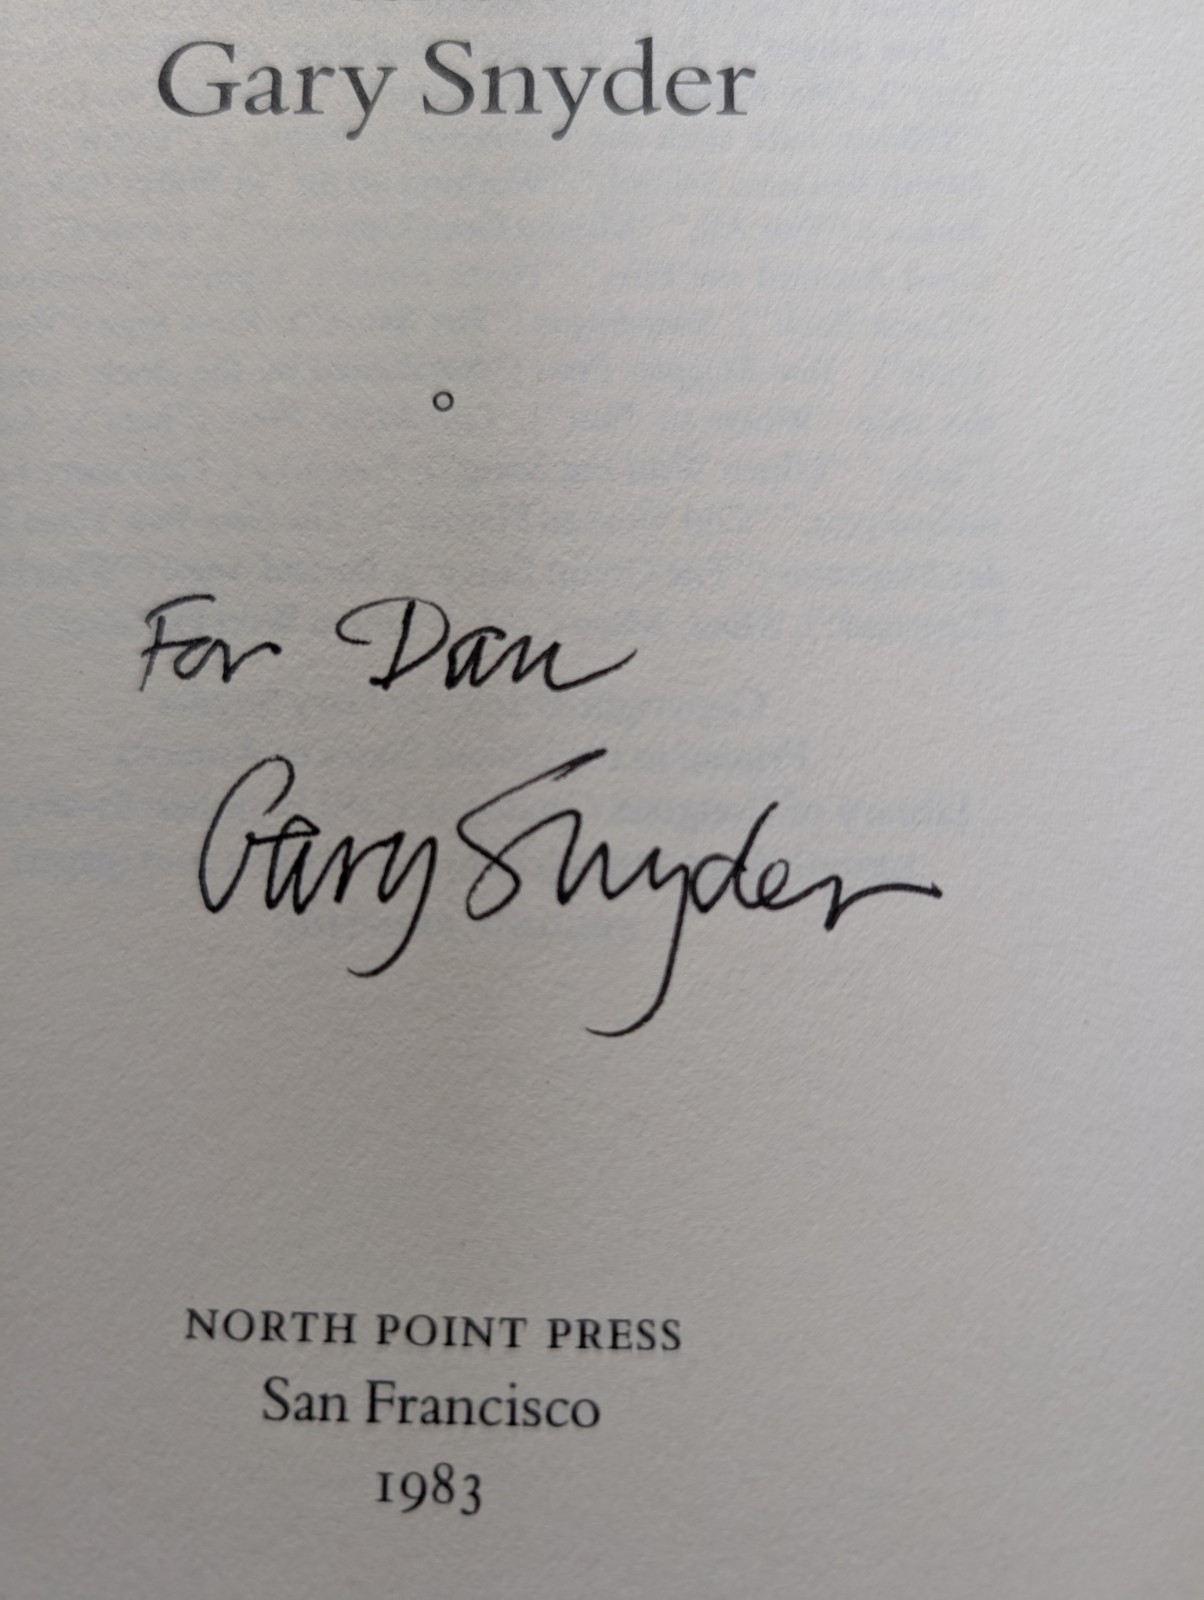 Gary Snyder
For Dan
Gary Snyder
NORTH POINT PRESS
San Francisco
1983